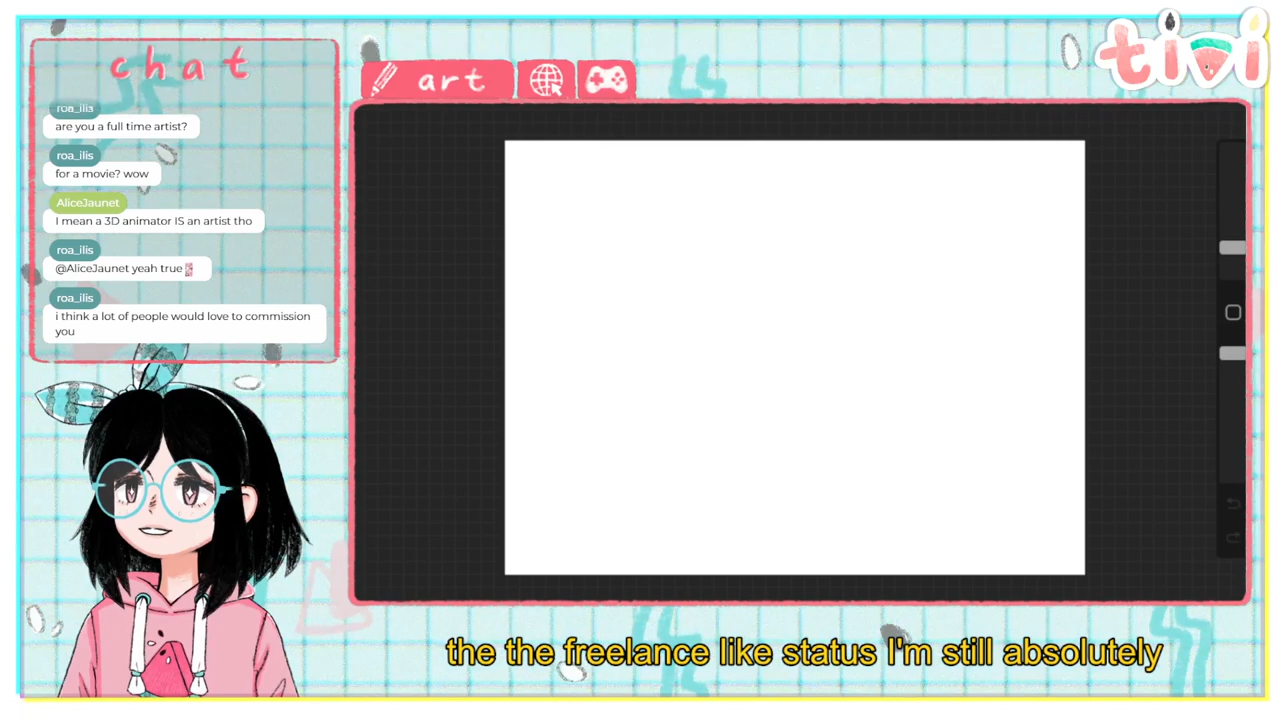 chat
tivi
art
roa_ilis
are you a full time artist?
roa_ilis
for a movie? wow
AliceJaunet
I mean a 3D animator IS an artist tho
roa_ilis
@AliceJaunet yeah true
roa_ilis
i think a lot of people would love to commission
you
the the freelance like status I'm still absolutely